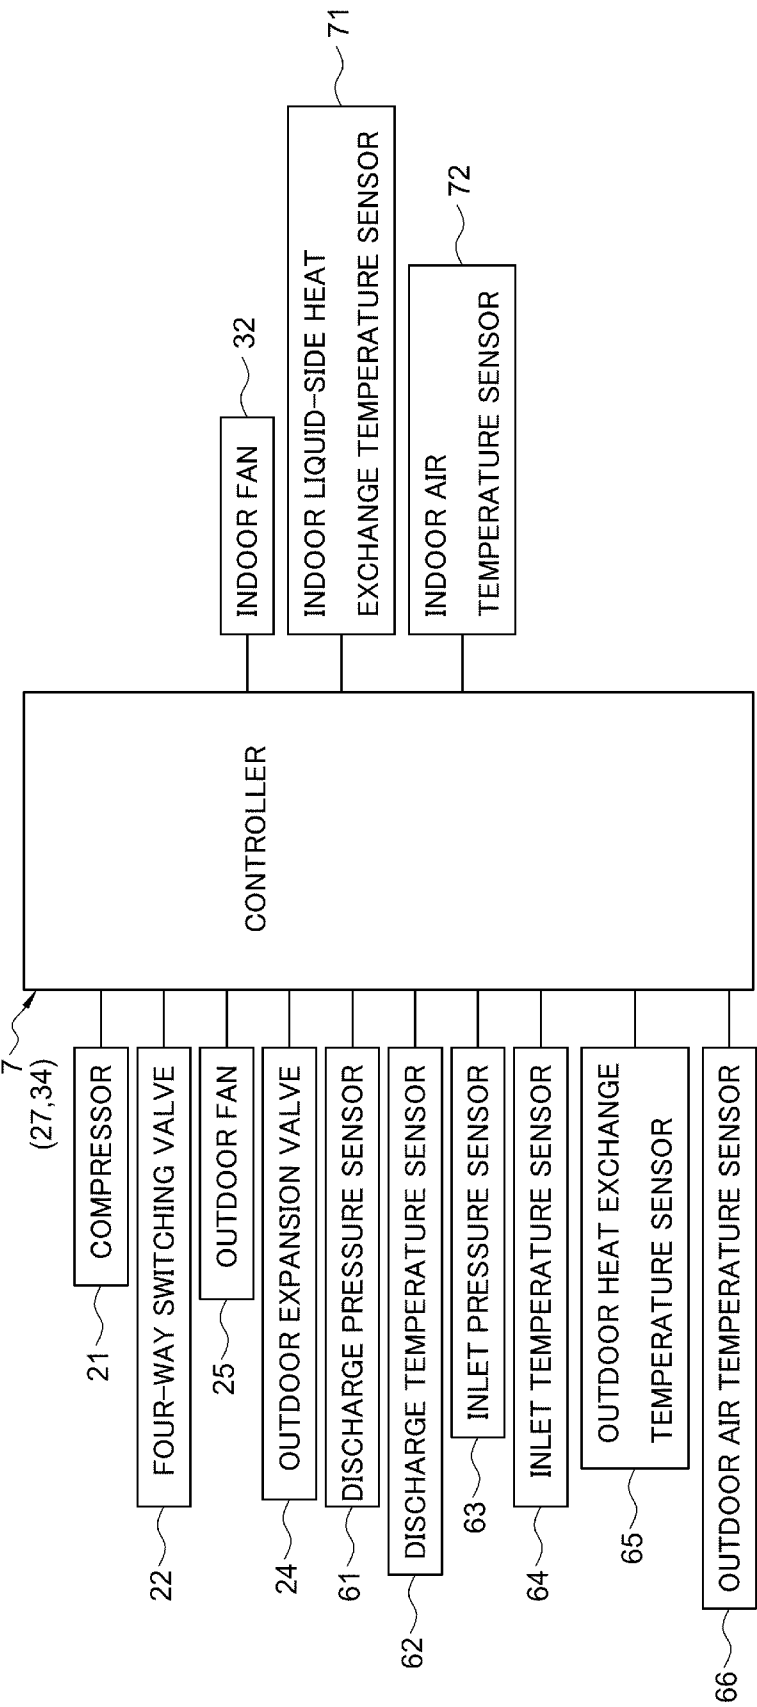 7
(27,34)
COMPRESSOR
21
FOUR-WAY SWITCHING VALVE
22
OUTDOOR FAN
25
OUTDOOR EXPANSION VALVE
24
DISCHARGE PRESSURE SENSOR
61
DISCHARGE TEMPERATURE SENSOR
62
INLET PRESSURE SENSOR
63
INLET TEMPERATURE SENSOR
64
OUTDOOR HEAT EXCHANGE
TEMPERATURE SENSOR
65
OUTDOOR AIR TEMPERATURE SENSOR
66
CONTROLLER
INDOOR FAN
32
INDOOR LIQUID-SIDE HEAT
EXCHANGE TEMPERATURE SENSOR
71
INDOOR AIR
TEMPERATURE SENSOR
72